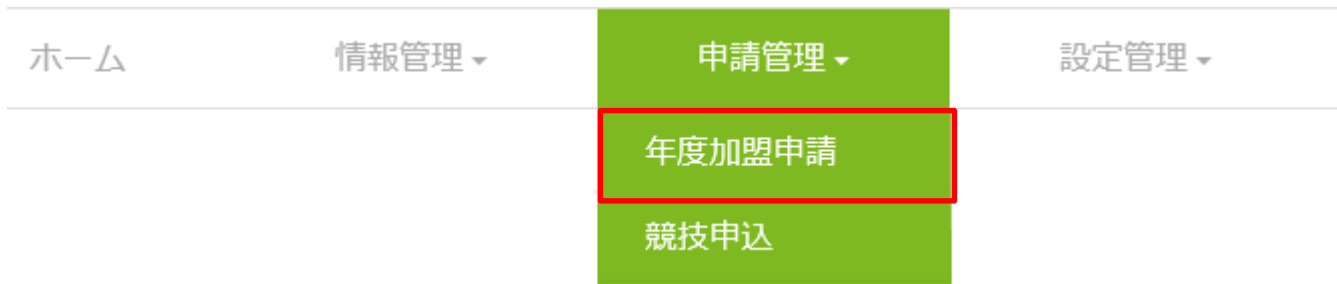 ホーム 情報管理 申請管理 設定管理
年度加盟申請
競技申込